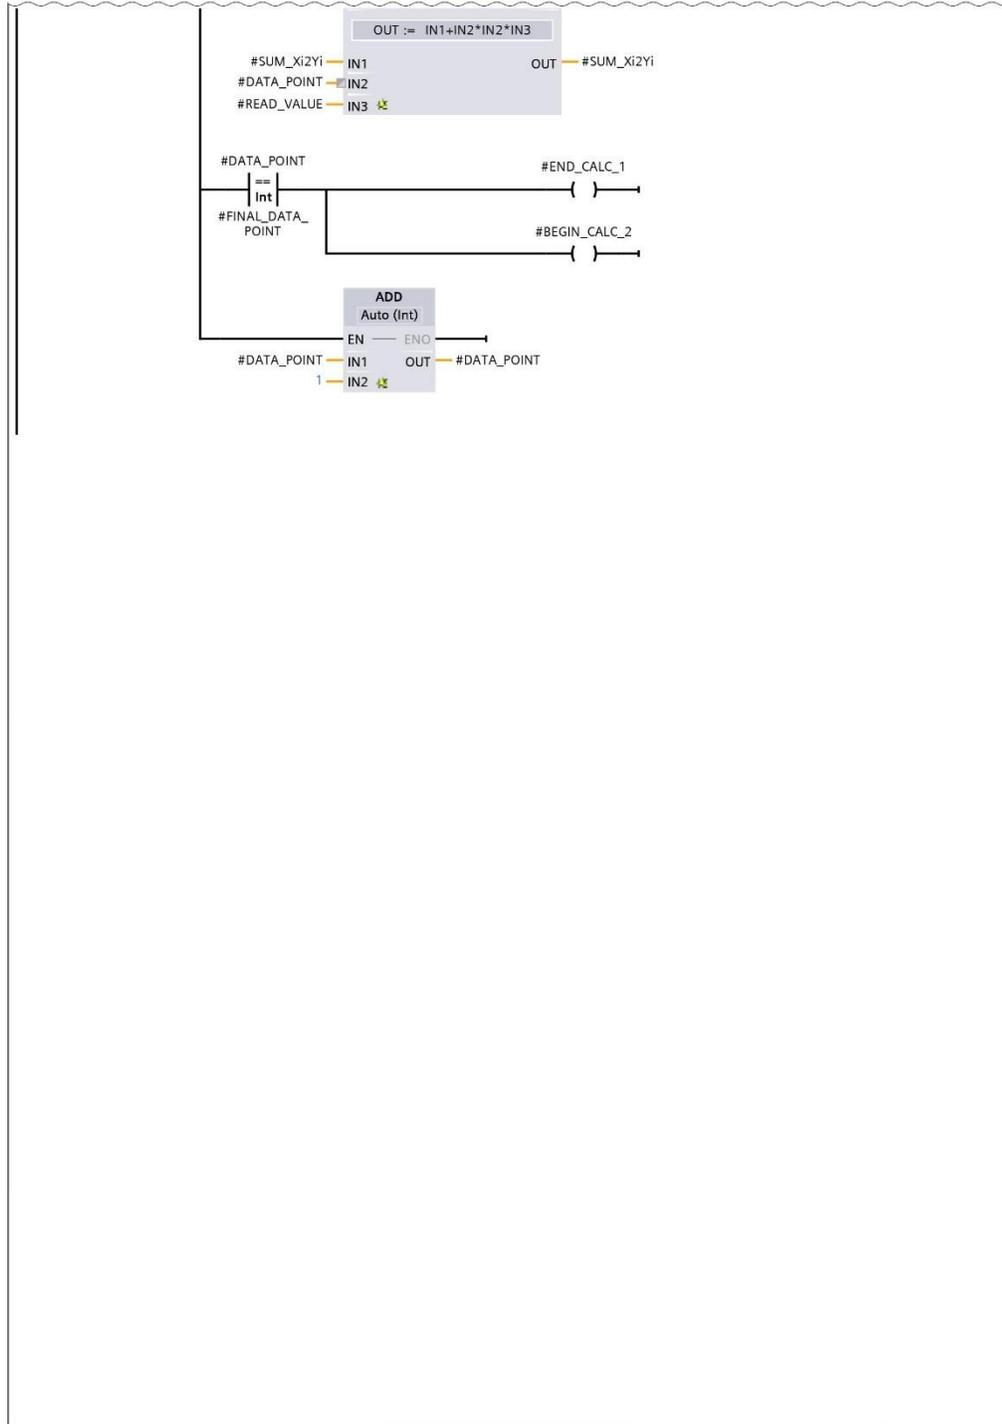 OUT := IN1+IN2*IN2*IN3
#SUM_Xi2Yi IN1 OUT #SUM_Xi2Yi
#DATA_POINT IN2
#READ_VALUE IN3
#DATA_POINT
==
Int
#FINAL_DATA_
POINT
#END_CALC_1
#BEGIN_CALC_2
ADD
Auto (Int)
EN ENO
#DATA_POINT IN1 OUT #DATA_POINT
1 IN2